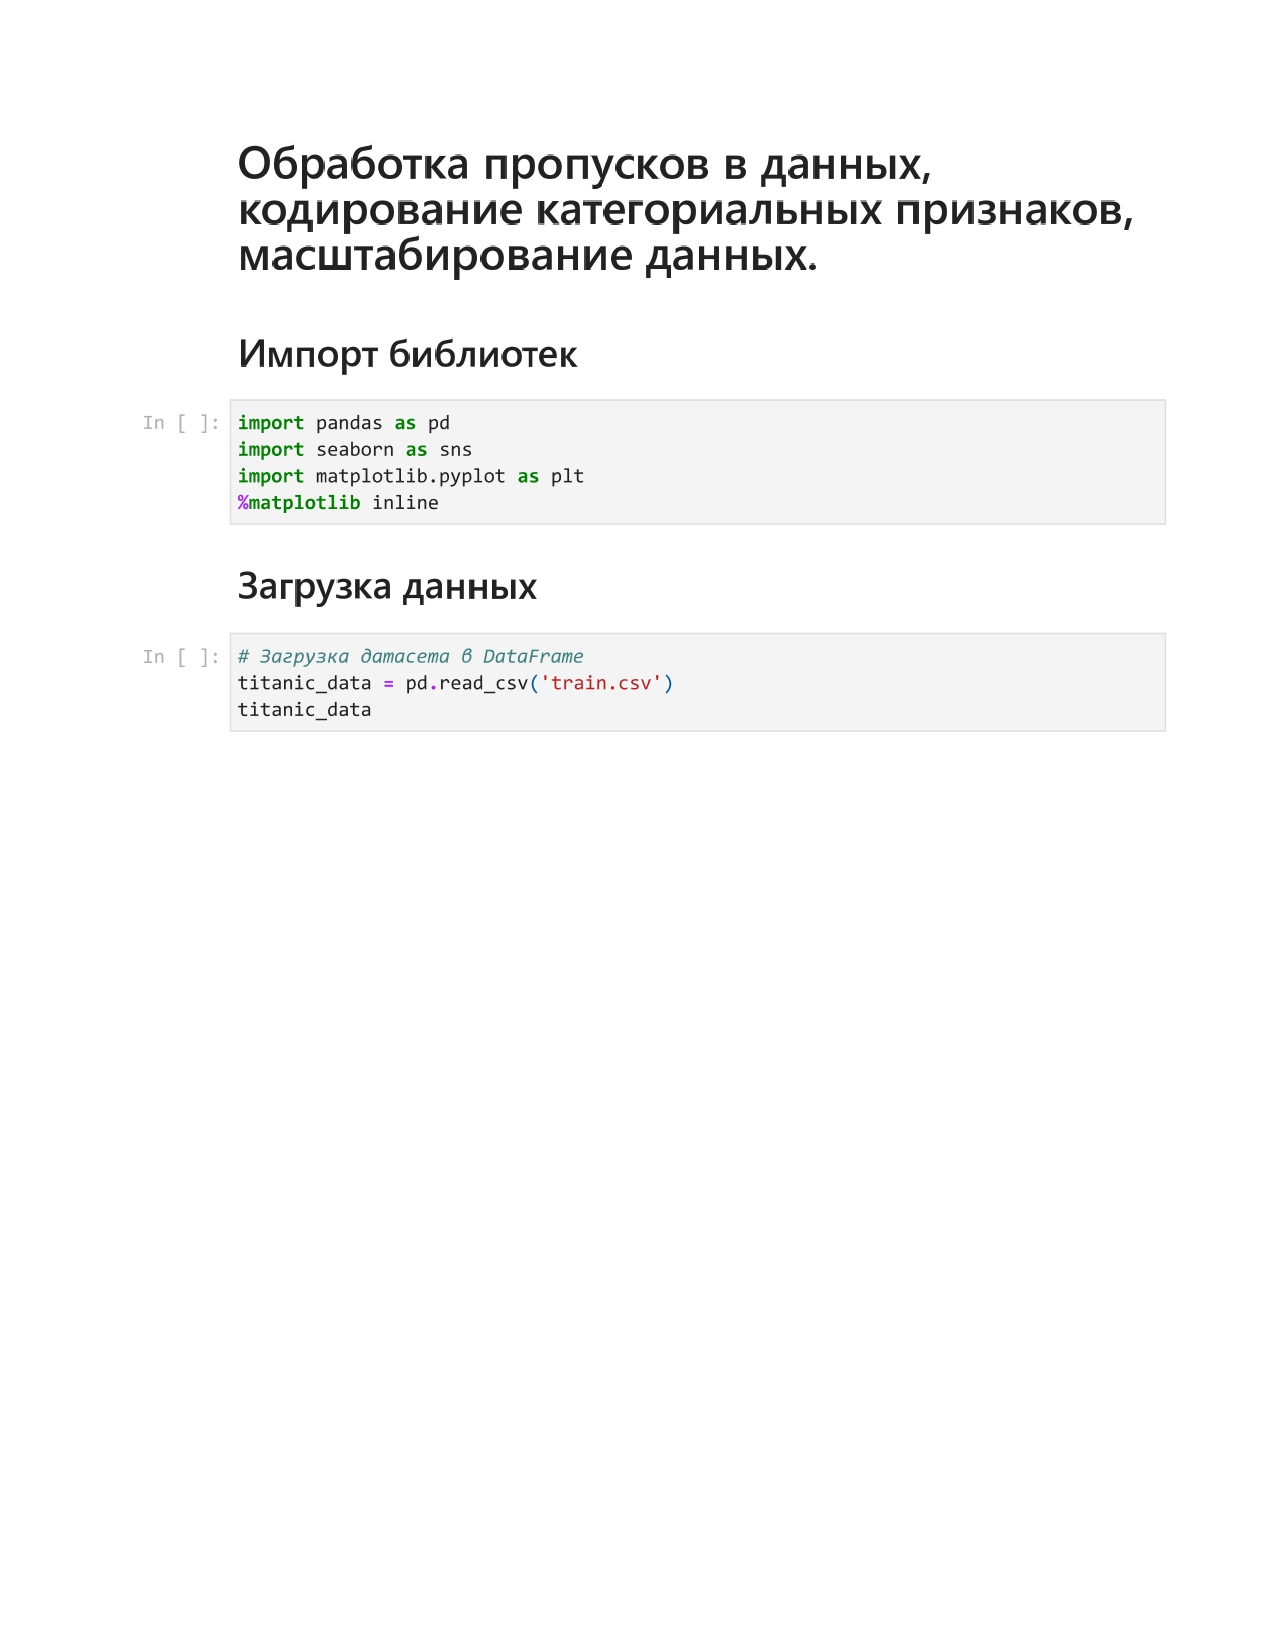 Обработка пропусков в данных,
кодирование категориальных признаков,
масштабирование данных.
Импорт библиотек
In [ ]: import pandas as pd
import seaborn as sns
import matplotlib.pyplot as plt
%matplotlib inline
Загрузка данных
In [ ]: # Загрузка датасета в DataFrame
titanic_data = pd.read_csv('train.csv')
titanic_data